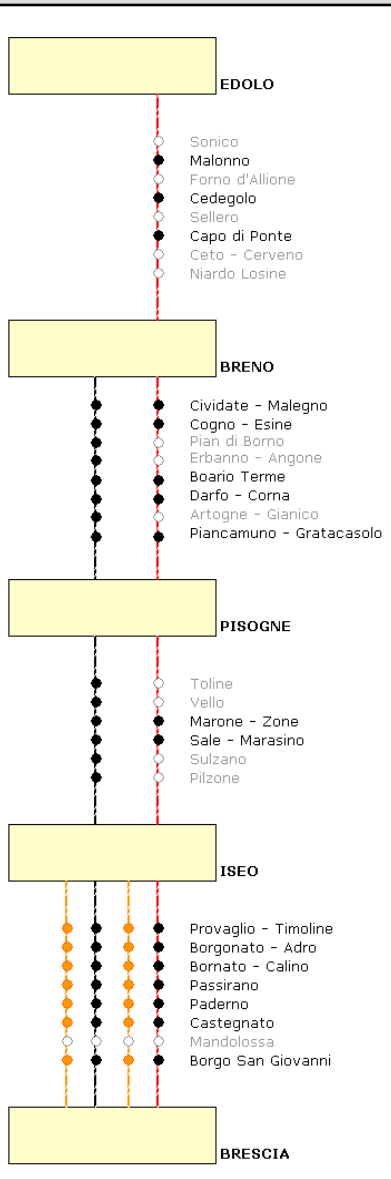 EDOLO
Sonico
Malonno
Forno d'Allione
Cedegolo
Sellero
Capo di Ponte
Ceto - Cerveno
Niardo Losine
BRENO
Cividate - Malegno
Cogno - Esine
Pian di Borno
Erbanno - Angone
Boario Terme
Darfo - Corna
Artogne - Gianico
Piancamuno - Gratacasolo
PISOGNE
Toline
Vello
Marone - Zone
Sale - Marasino
Sulzano
Pilzone
ISEO
Provaglio - Timoline
Borgonato - Adro
Bornato - Calino
Passirano
Paderno
Castegnato
Mandolossa
Borgo San Giovanni
BRESCIA